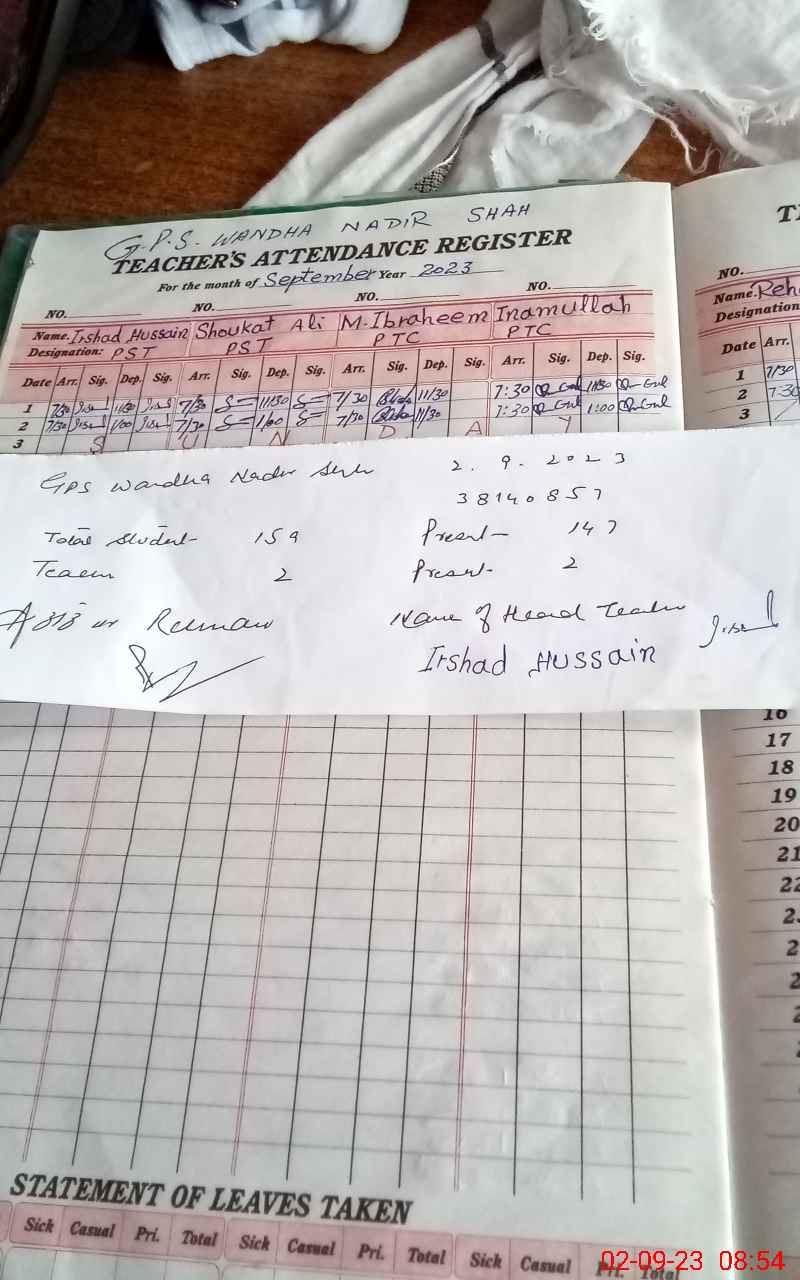 G.P.S. WANDHA NADIR SHAH
TEACHER'S ATTENDANCE REGISTER
For the month of September Year 2023
NO. NO. NO. NO.
Name. Irshad Hussain Shoukat Ali M. Ibraheem Inamullah
Designation: PST PST PTC PTC
Date Arr. Sig. Dep. Sig. Arr. Sig. Dep. Sig. Arr. Sig. Dep. Sig. Arr. Sig. Dep. Sig.
1 7/30 11/30 7/30 11/30 7/30 11/30 7:30 11:30
2 7/30 1/00 7/30 1/00 7/30 11/30 7:30 1:00
3 S U N D A Y
NO.
Name. Reh
Designation
Date Arr.
1 7/30
2 7:30
3
GPS Wandha Nadir Shah 2. 9. 2023
38140857
Total Student 159 Present 147
Teacher 2 Present 2
Rehman Name of Head Teacher
Irshad Hussain
16
17
18
19
20
21
22
STATEMENT OF LEAVES TAKEN
Sick Casual Pri. Total Sick Casual Pri. Total Sick Casual Pri. Total
02-09-23 08:54